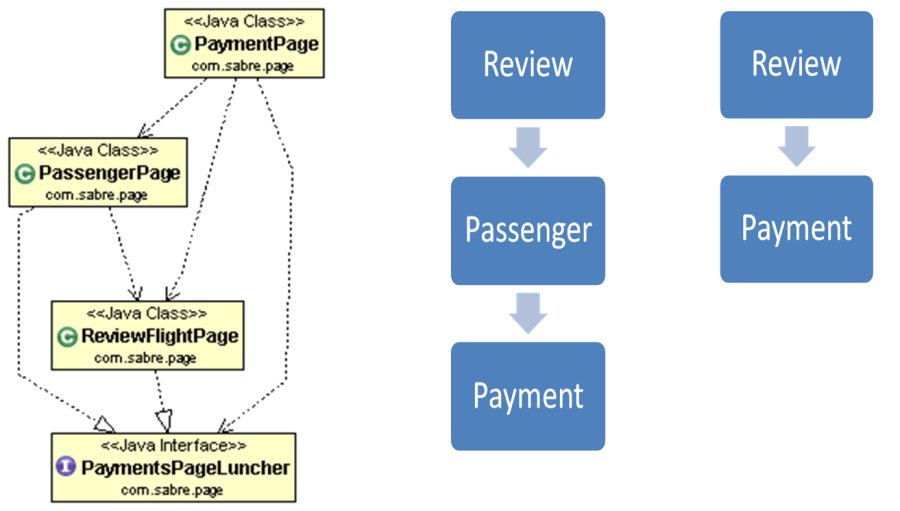 <<Java Class>>
PaymentPage
com.sabre.page
<<Java Class>>
PassengerPage
com.sabre.page
<<Java Class>>
ReviewFlightPage
com.sabre.page
<<Java Interface>>
PaymentsPageLuncher
com.sabre.page
Review
Passenger
Payment
Review
Payment